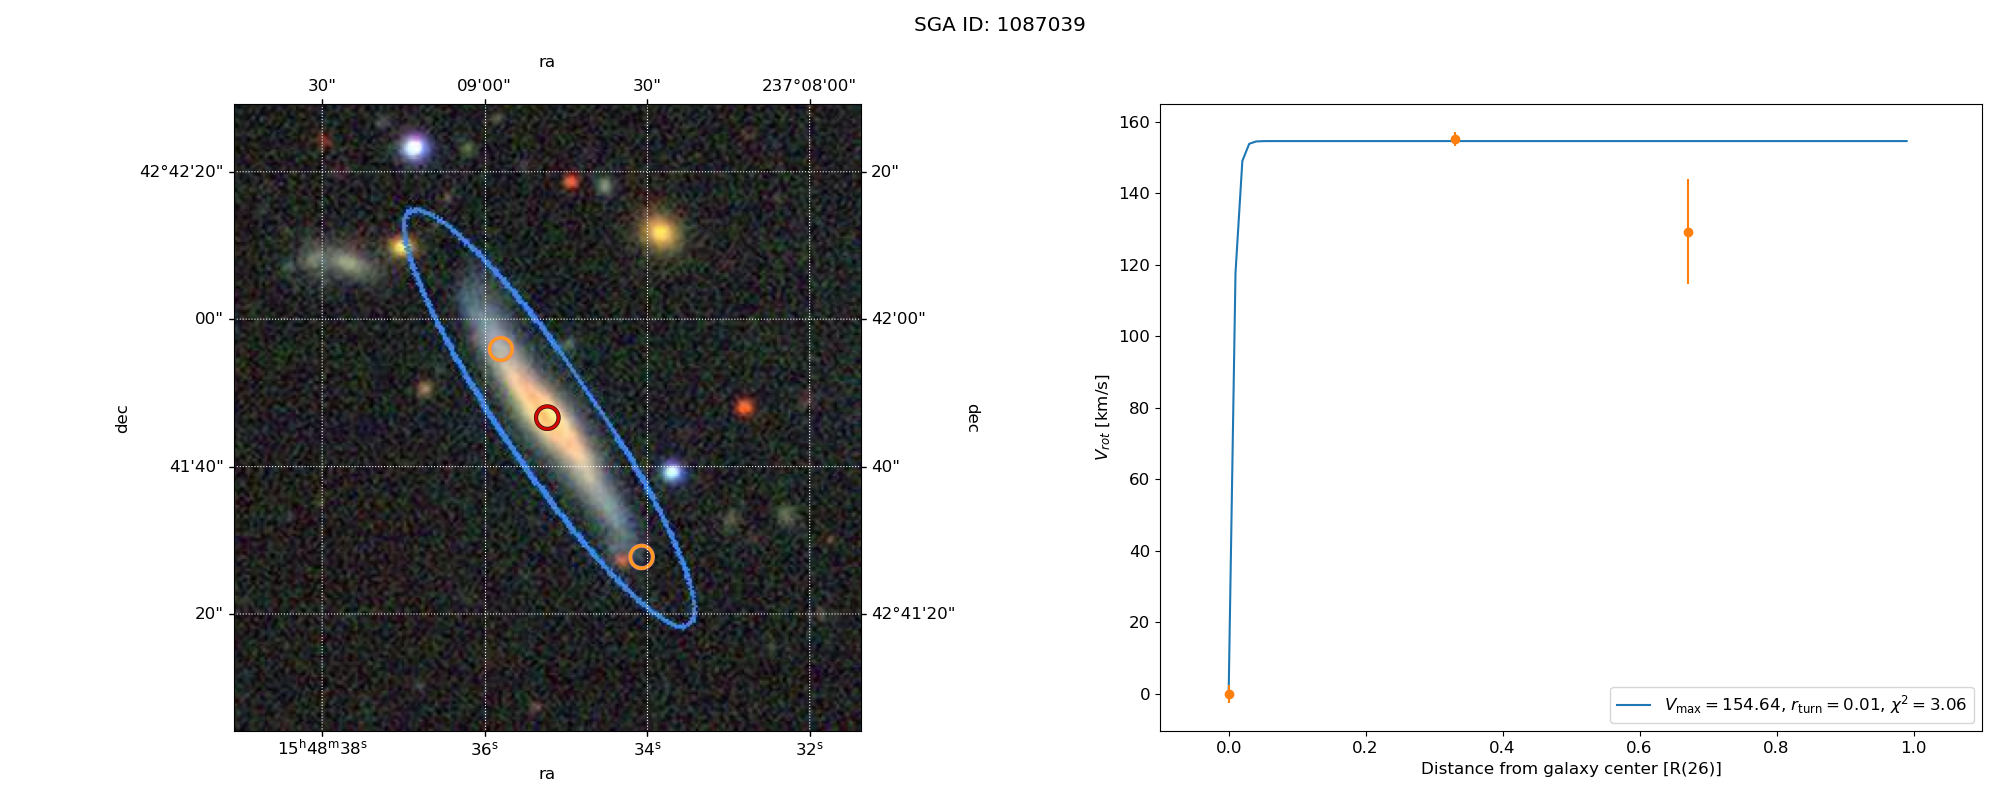 SGA ID: 1087039
ra
30" 09'00" 30" 237°08'00"
42°42'20" 20"
00" 42'00"
dec dec
41'40" 40"
20" 42°41'20"
15ʰ48ᵐ38ˢ 36ˢ 34ˢ 32ˢ
ra
160
140
120
100
80
60
40
20
0
V_rot [km/s]
V_max = 154.64, r_turn = 0.01, χ² = 3.06
0.0 0.2 0.4 0.6 0.8 1.0
Distance from galaxy center [R(26)]